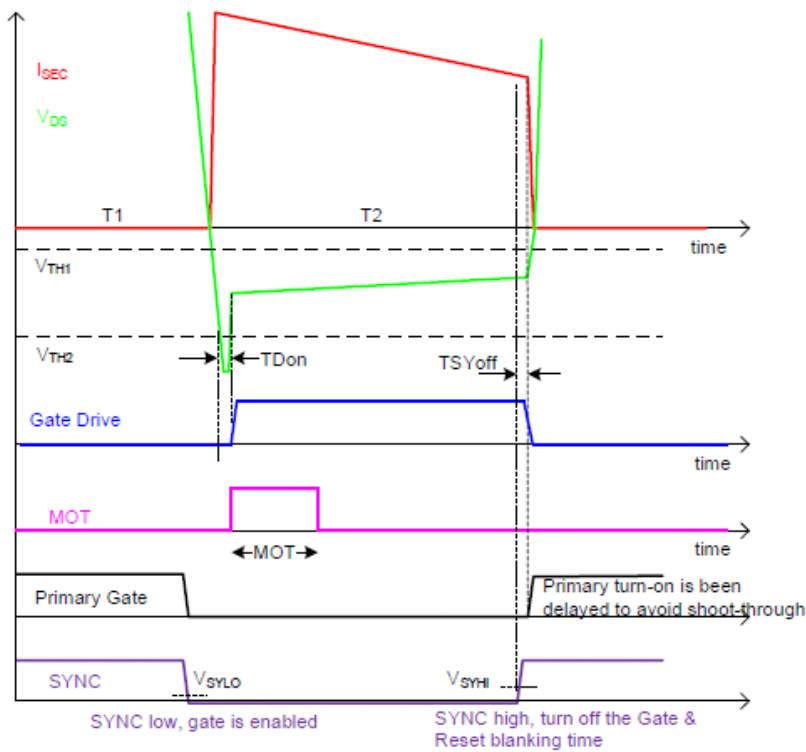 ISEC
VDS
T1
T2
time
VTH1
VTH2
TDon
TSYoff
Gate Drive
time
MOT
MOT
time
Primary Gate
Primary turn-on is been
delayed to avoid shoot-through
SYNC
VSYLO
VSYHI
SYNC low, gate is enabled
SYNC high, turn off the Gate &
Reset blanking time